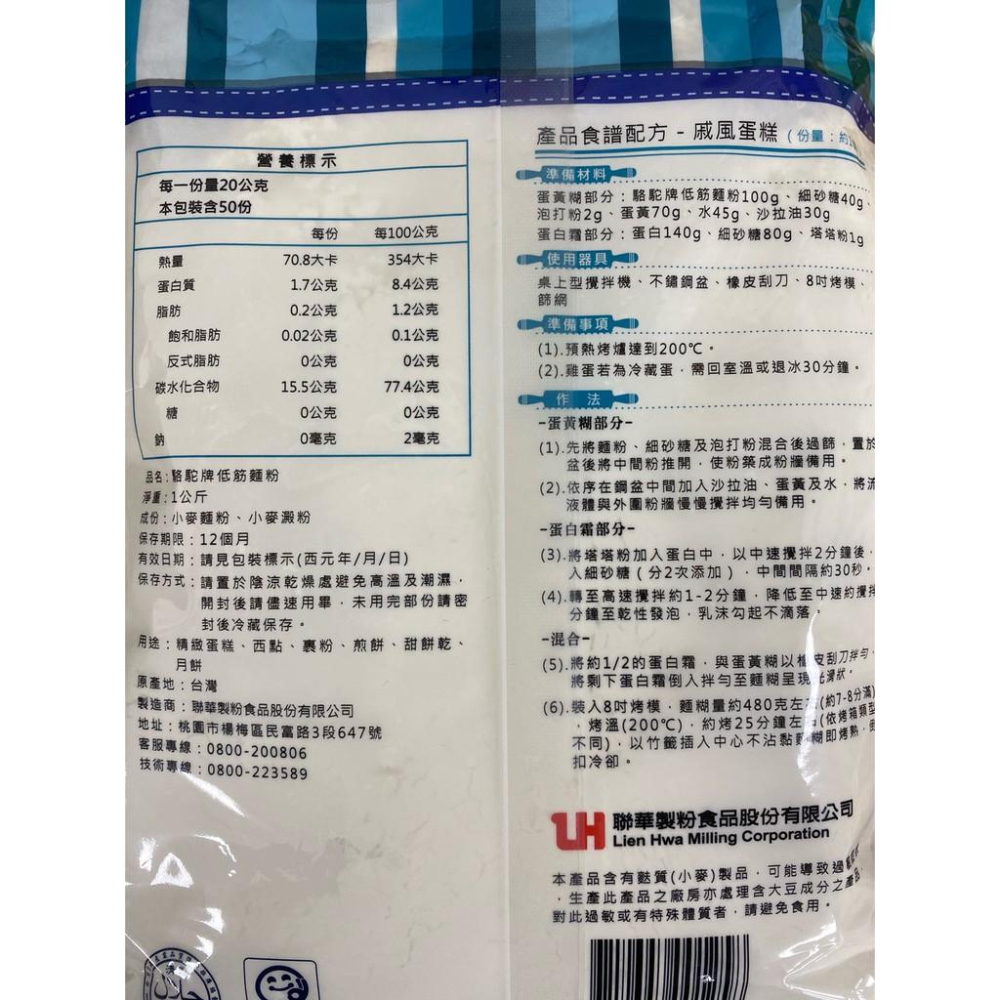 營養標示
每一份量20公克
本包裝含50份
每份 每100公克
熱量 70.8大卡 354大卡
蛋白質 1.7公克 8.4公克
脂肪 0.2公克 1.2公克
飽和脂肪 0.02公克 0.1公克
反式脂肪 0公克 0公克
碳水化合物 15.5公克 77.4公克
糖 0公克 0公克
鈉 0毫克 2毫克
品名:駱駝牌低筋麵粉
淨重:1公斤
成份:小麥麵粉、小麥澱粉
保存期限:12個月
有效日期:請見包裝標示(西元年/月/日)
保存方式:請置於陰涼乾燥處避免高溫及潮濕,
開封後請儘速用畢,未用完部份請密
封後冷藏保存。
用途:精緻蛋糕、西點、裹粉、煎餅、甜餅乾、
月餅
原產地:台灣
製造商:聯華製粉食品股份有限公司
地址:桃園市楊梅區民富路3段647號
客服專線:0800-200806
技術專線:0800-223589
產品食譜配方-戚風蛋糕(份量:約
準備材料
蛋黃糊部分:駱駝牌低筋麵粉100g、細砂糖40g、
泡打粉2g、蛋黃70g、水45g、沙拉油30g
蛋白霜部分:蛋白140g、細砂糖80g、塔塔粉1g
使用器具
桌上型攪拌機、不鏽鋼盆、橡皮刮刀、8吋烤模、
篩網
準備事項
(1).預熱烤爐達到200℃。
(2).雞蛋若為冷藏蛋,需回室溫或退冰30分鐘。
作法
-蛋黃糊部分-
(1).先將麵粉、細砂糖及泡打粉混合後過篩,置於
盆後將中間粉推開,使粉築成粉牆備用。
(2).依序在鋼盆中間加入沙拉油、蛋黃及水,將流
液體與外圍粉牆慢慢攪拌均勻備用。
-蛋白霜部分-
(3).將塔塔粉加入蛋白中,以中速攪拌2分鐘後,
入細砂糖(分2次添加),中間間隔約30秒。
(4).轉至高速攪拌約1-2分鐘,降低至中速約攪拌
分鐘至乾性發泡,乳沫勾起不滴落
-混合-
(5).將約1/2的蛋白霜,與蛋黃糊以橡皮刮刀拌勻,
將剩下蛋白霜倒入拌勻至麵糊呈現光滑狀。
(6).裝入8吋烤模,麵糊量約480克左右(約7-8分滿)
,烤溫(200℃),約烤25分鐘左右(依烤箱類型
不同),以竹籤插入中心不沾黏麵糊即烤熟,
扣冷卻。
LH 聯華製粉食品股份有限公司
Lien Hwa Milling Corporation
本產品含有麩質(小麥)製品,可能導致過
,生產此產品之廠房亦處理含大豆成分之產品,
對此過敏或有特殊體質者,請避免食用。